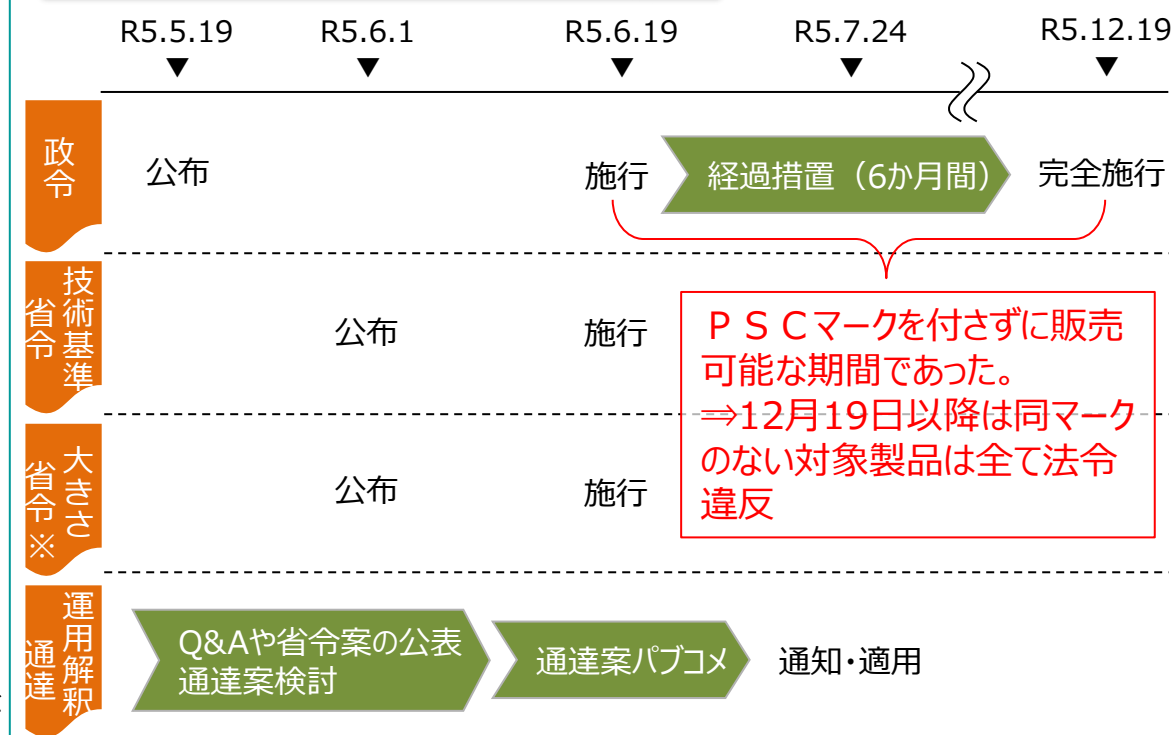 R5.5.19 R5.6.1 R5.6.19 R5.7.24 R5.12.19
▼ ▼ ▼ ▼ ▼
政令
公布 施行 経過措置（6か月間） 完全施行
技術基準
省令
公布 施行
ＰＳＣマークを付さずに販売
可能な期間であった。
⇒12月19日以降は同マーク
のない対象製品は全て法令
違反
大きさ
省令※
公布 施行
運用解釈
通達
Q&Aや省令案の公表
通達案検討
通達案パブコメ
通知・適用